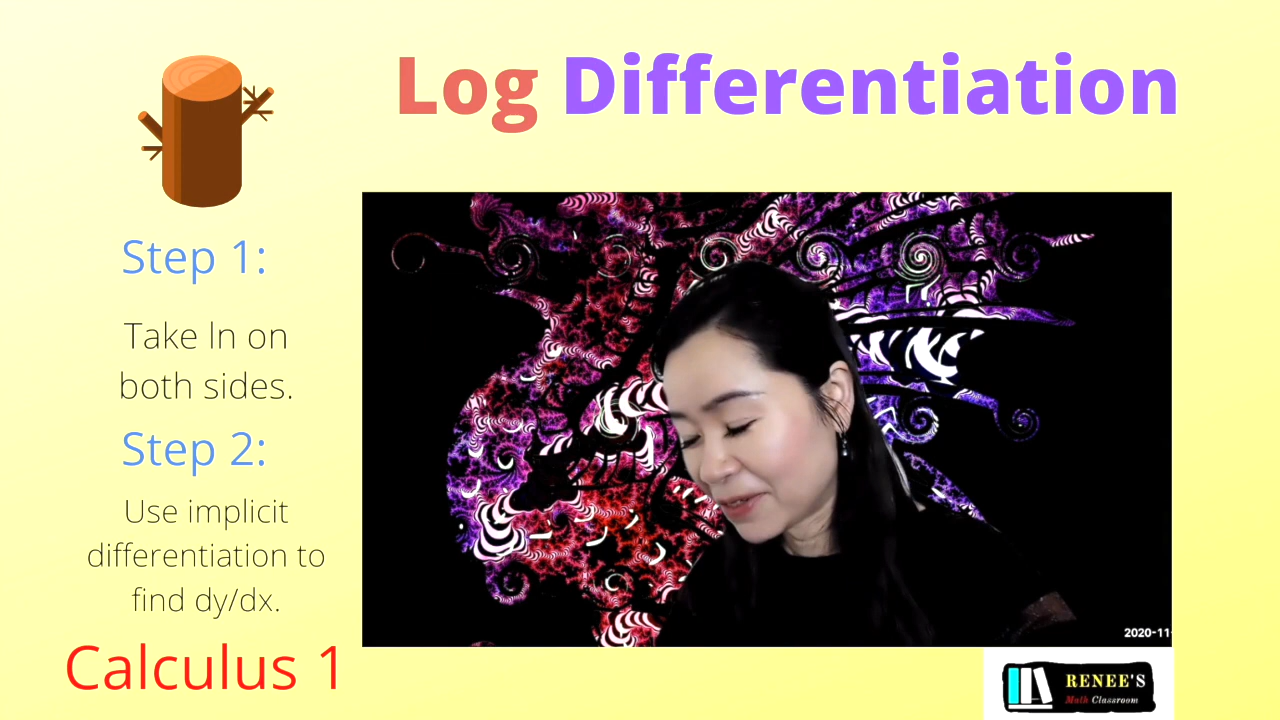 Log Differentiation
Step 1:
Take ln on
both sides.
Step 2:
Use implicit
differentiation to
find dy/dx.
Calculus 1
2020-11
RENEE'S
Math Classroom